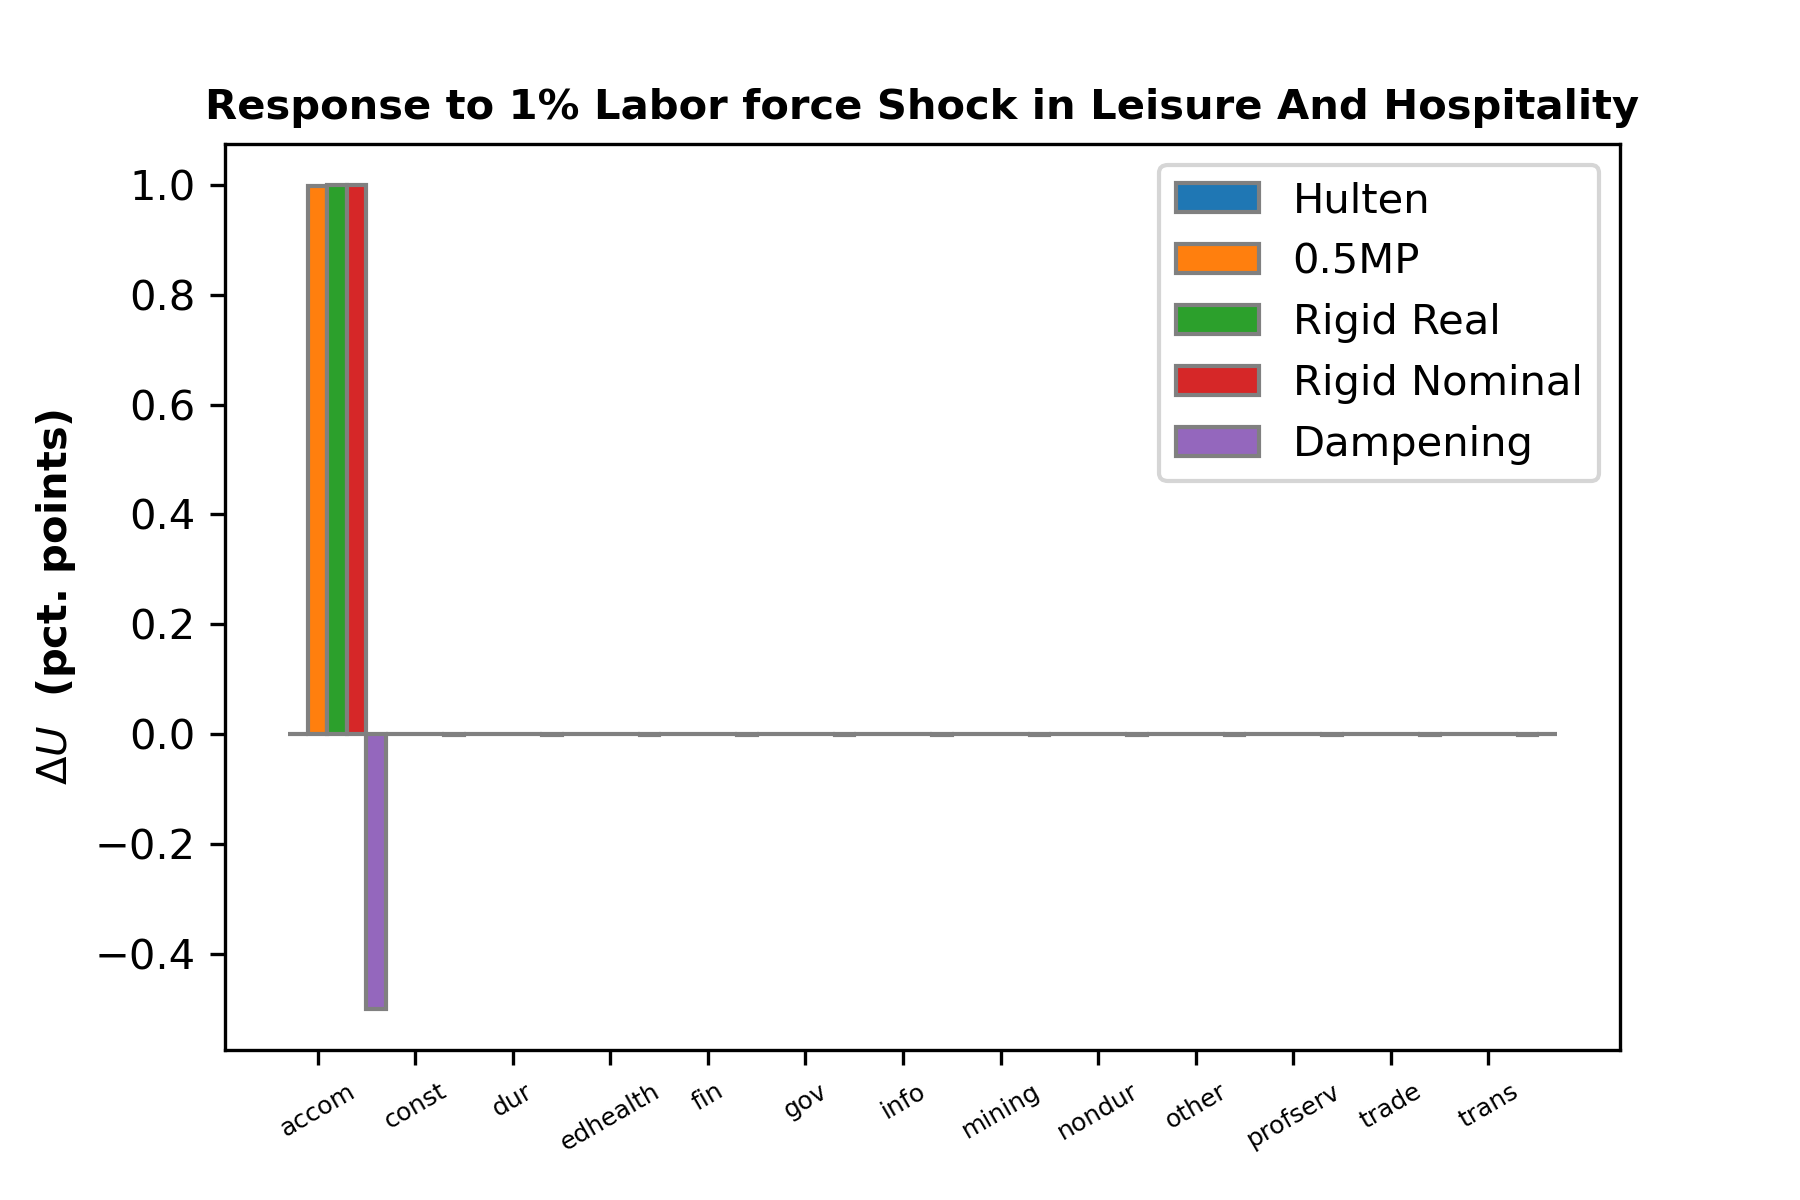 Response to 1% Labor force Shock in Leisure And Hospitality
ΔU (pct. points)
1.0
0.8
0.6
0.4
0.2
0.0
−0.2
−0.4
Hulten
0.5MP
Rigid Real
Rigid Nominal
Dampening
accom
const
dur
edhealth
fin
gov
info
mining
nondur
other
profserv
trade
trans